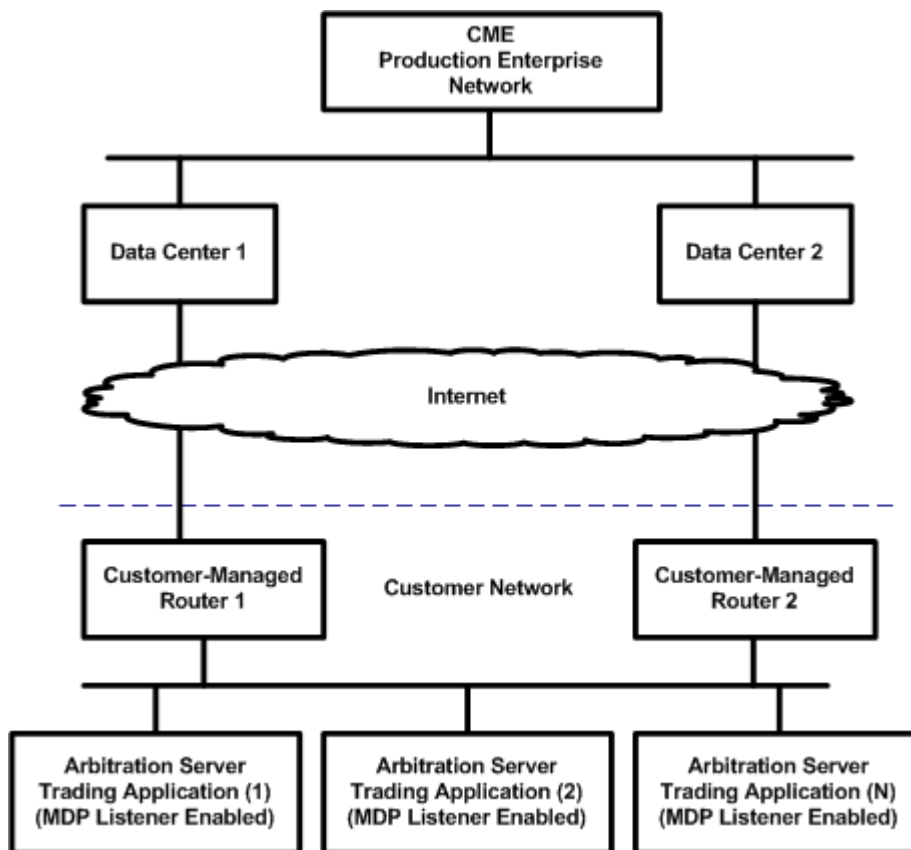 CME
Production Enterprise
Network
Data Center 1
Data Center 2
Internet
Customer-Managed
Router 1
Customer Network
Customer-Managed
Router 2
Arbitration Server
Trading Application (1)
(MDP Listener Enabled)
Arbitration Server
Trading Application (2)
(MDP Listener Enabled)
Arbitration Server
Trading Application (N)
(MDP Listener Enabled)